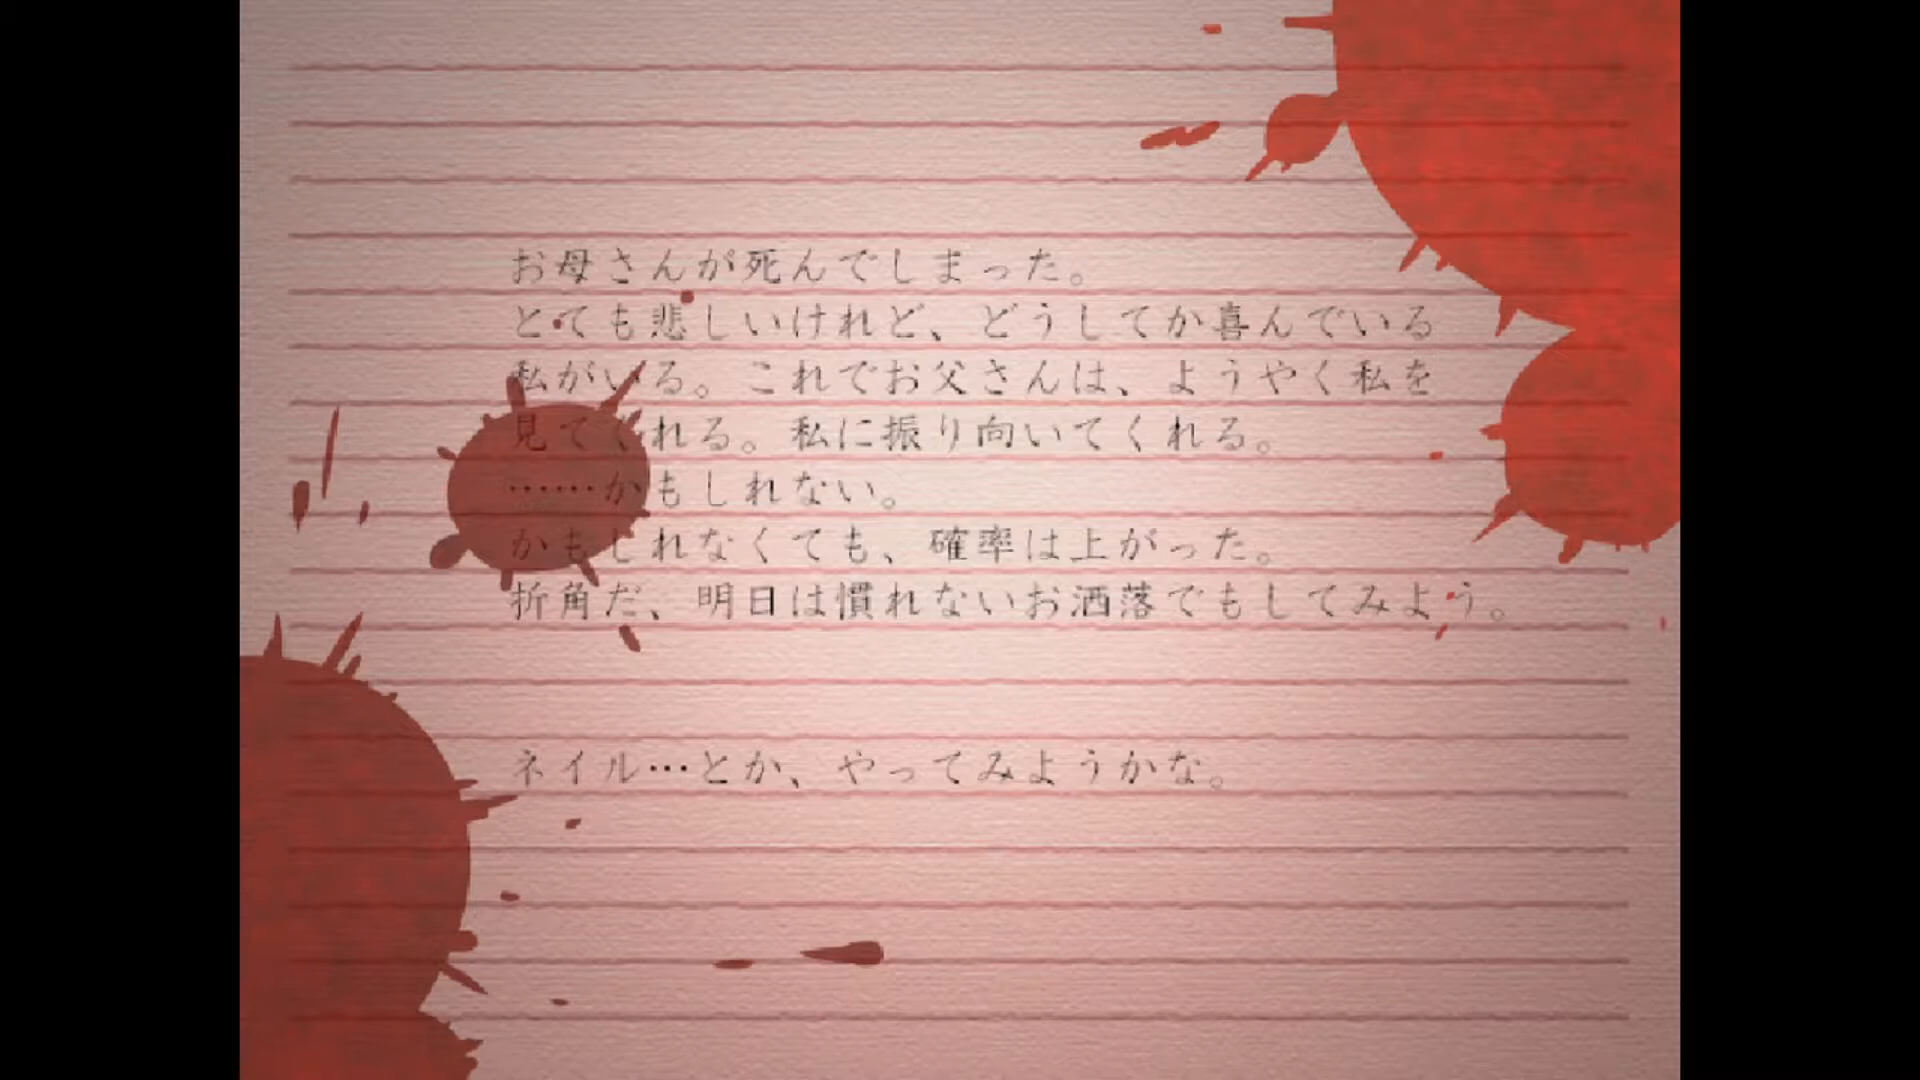 お母さんが死んでしまった。
とても悲しいけれど、どうしてか喜んでいる
私がいる。これでお父さんは、ようやく私を
見てくれる。私に振り向いてくれる。
……かもしれない。
かもしれなくても、確率は上がった。
折角だ、明日は慣れないお洒落でもしてみよう。
ネイル…とか、やってみようかな。